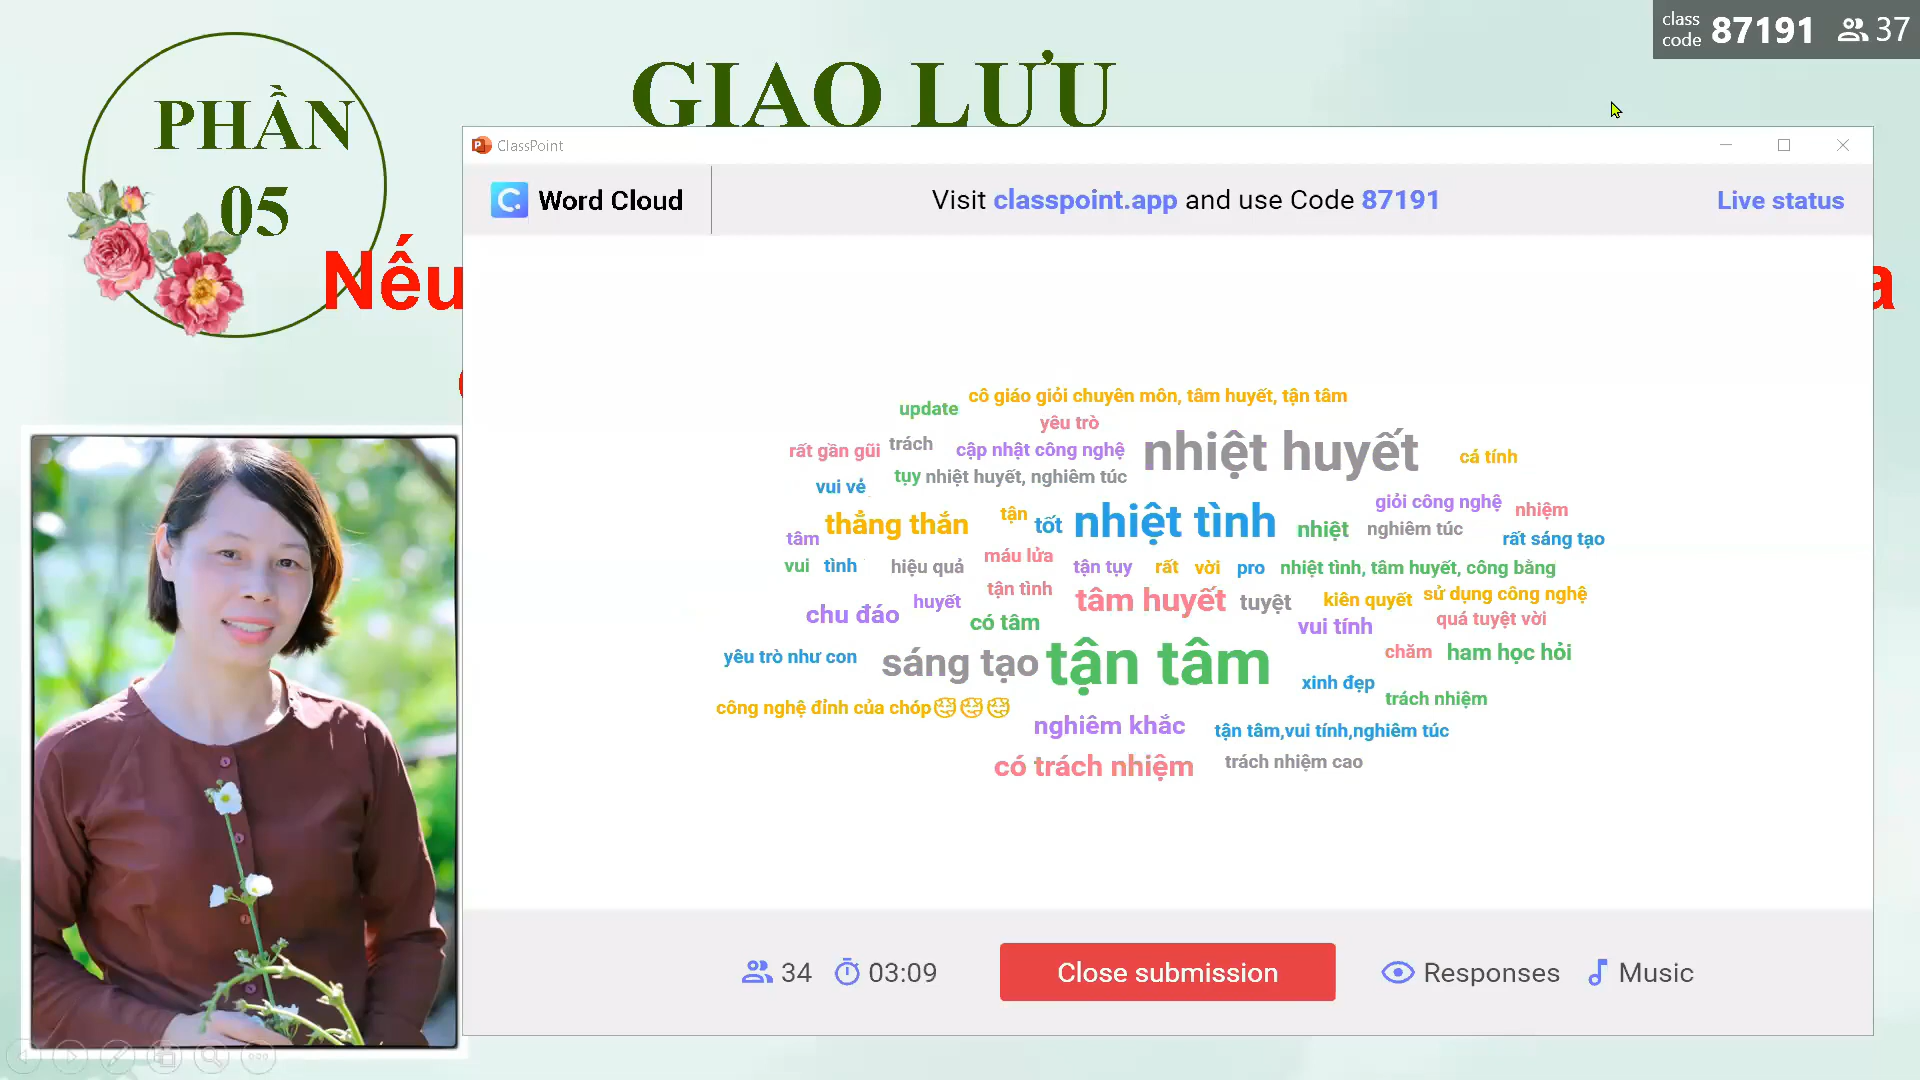 class code 87191 37
GIAO LƯU
PHẦN
05
Nếu
a
ClassPoint
Word Cloud
Visit classpoint.app and use Code 87191
Live status
cô giáo giỏi chuyên môn, tâm huyết, tận tâm
update
yêu trò
rất gần gũi
trách
cập nhật công nghệ
nhiệt huyết
cá tính
tụy
nhiệt huyết, nghiêm túc
vui vẻ
giỏi công nghệ
nhiệm
thẳng thắn
tận
tốt
nhiệt tình
nhiệt
nghiêm túc
rất sáng tạo
tâm
vui
tình
hiệu quả
máu lửa
tận tụy
rất
vời
pro
nhiệt tình, tâm huyết, công bằng
tận tình
chu đáo
huyết
tâm huyết
tuyệt
kiên quyết
sử dụng công nghệ
có tâm
vui tính
quá tuyệt vời
yêu trò như con
sáng tạo
tận tâm
chăm
ham học hỏi
xinh đẹp
trách nhiệm
công nghệ đỉnh của chóp
nghiêm khắc
tận tâm,vui tính,nghiêm túc
có trách nhiệm
trách nhiệm cao
34
03:09
Close submission
Responses
Music